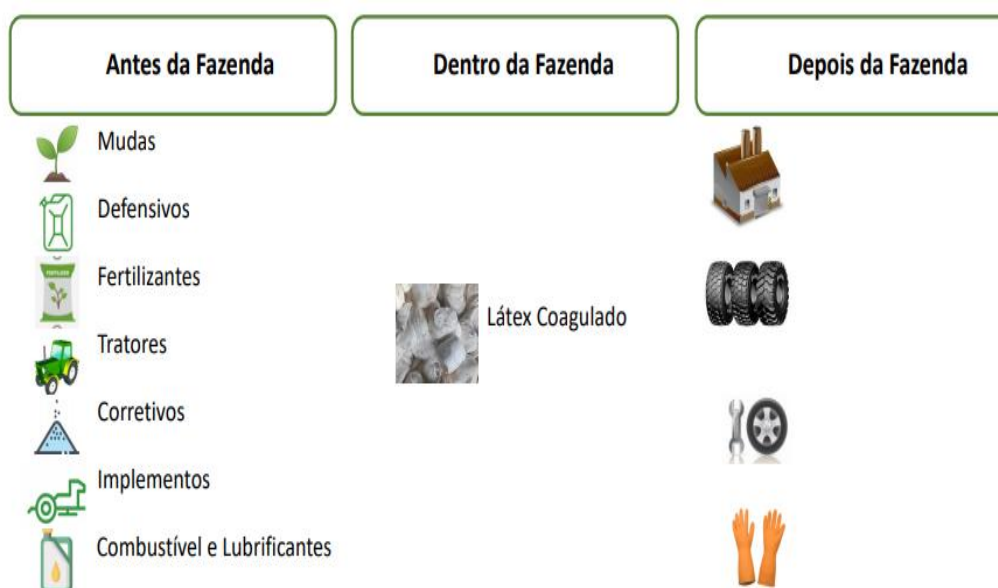 Antes da Fazenda
Dentro da Fazenda
Depois da Fazenda
Mudas
Defensivos
Fertilizantes
Tratores
Corretivos
Implementos
Combustível e Lubrificantes
Látex Coagulado